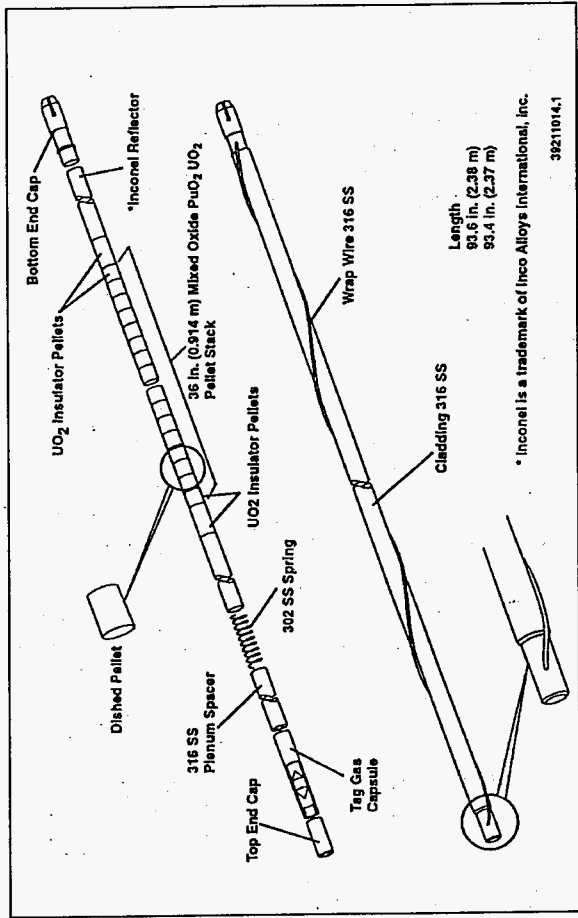 Bottom End Cap
UO2 Insulator Pellets
*Inconel Reflector
36 in. (0.914 m) Mixed Oxide PuO2 UO2
Pellet Stack
Dished Pellet
UO2 Insulator Pellets
302 SS Spring
316 SS
Plenum Spacer
Tag Gas
Capsule
Top End Cap
Wrap Wire 316 SS
Cladding 316 SS
Length
93.6 in. (2.38 m)
93.4 in. (2.37 m)
* Inconel is a trademark of Inco Alloys International, Inc.
39211014.1